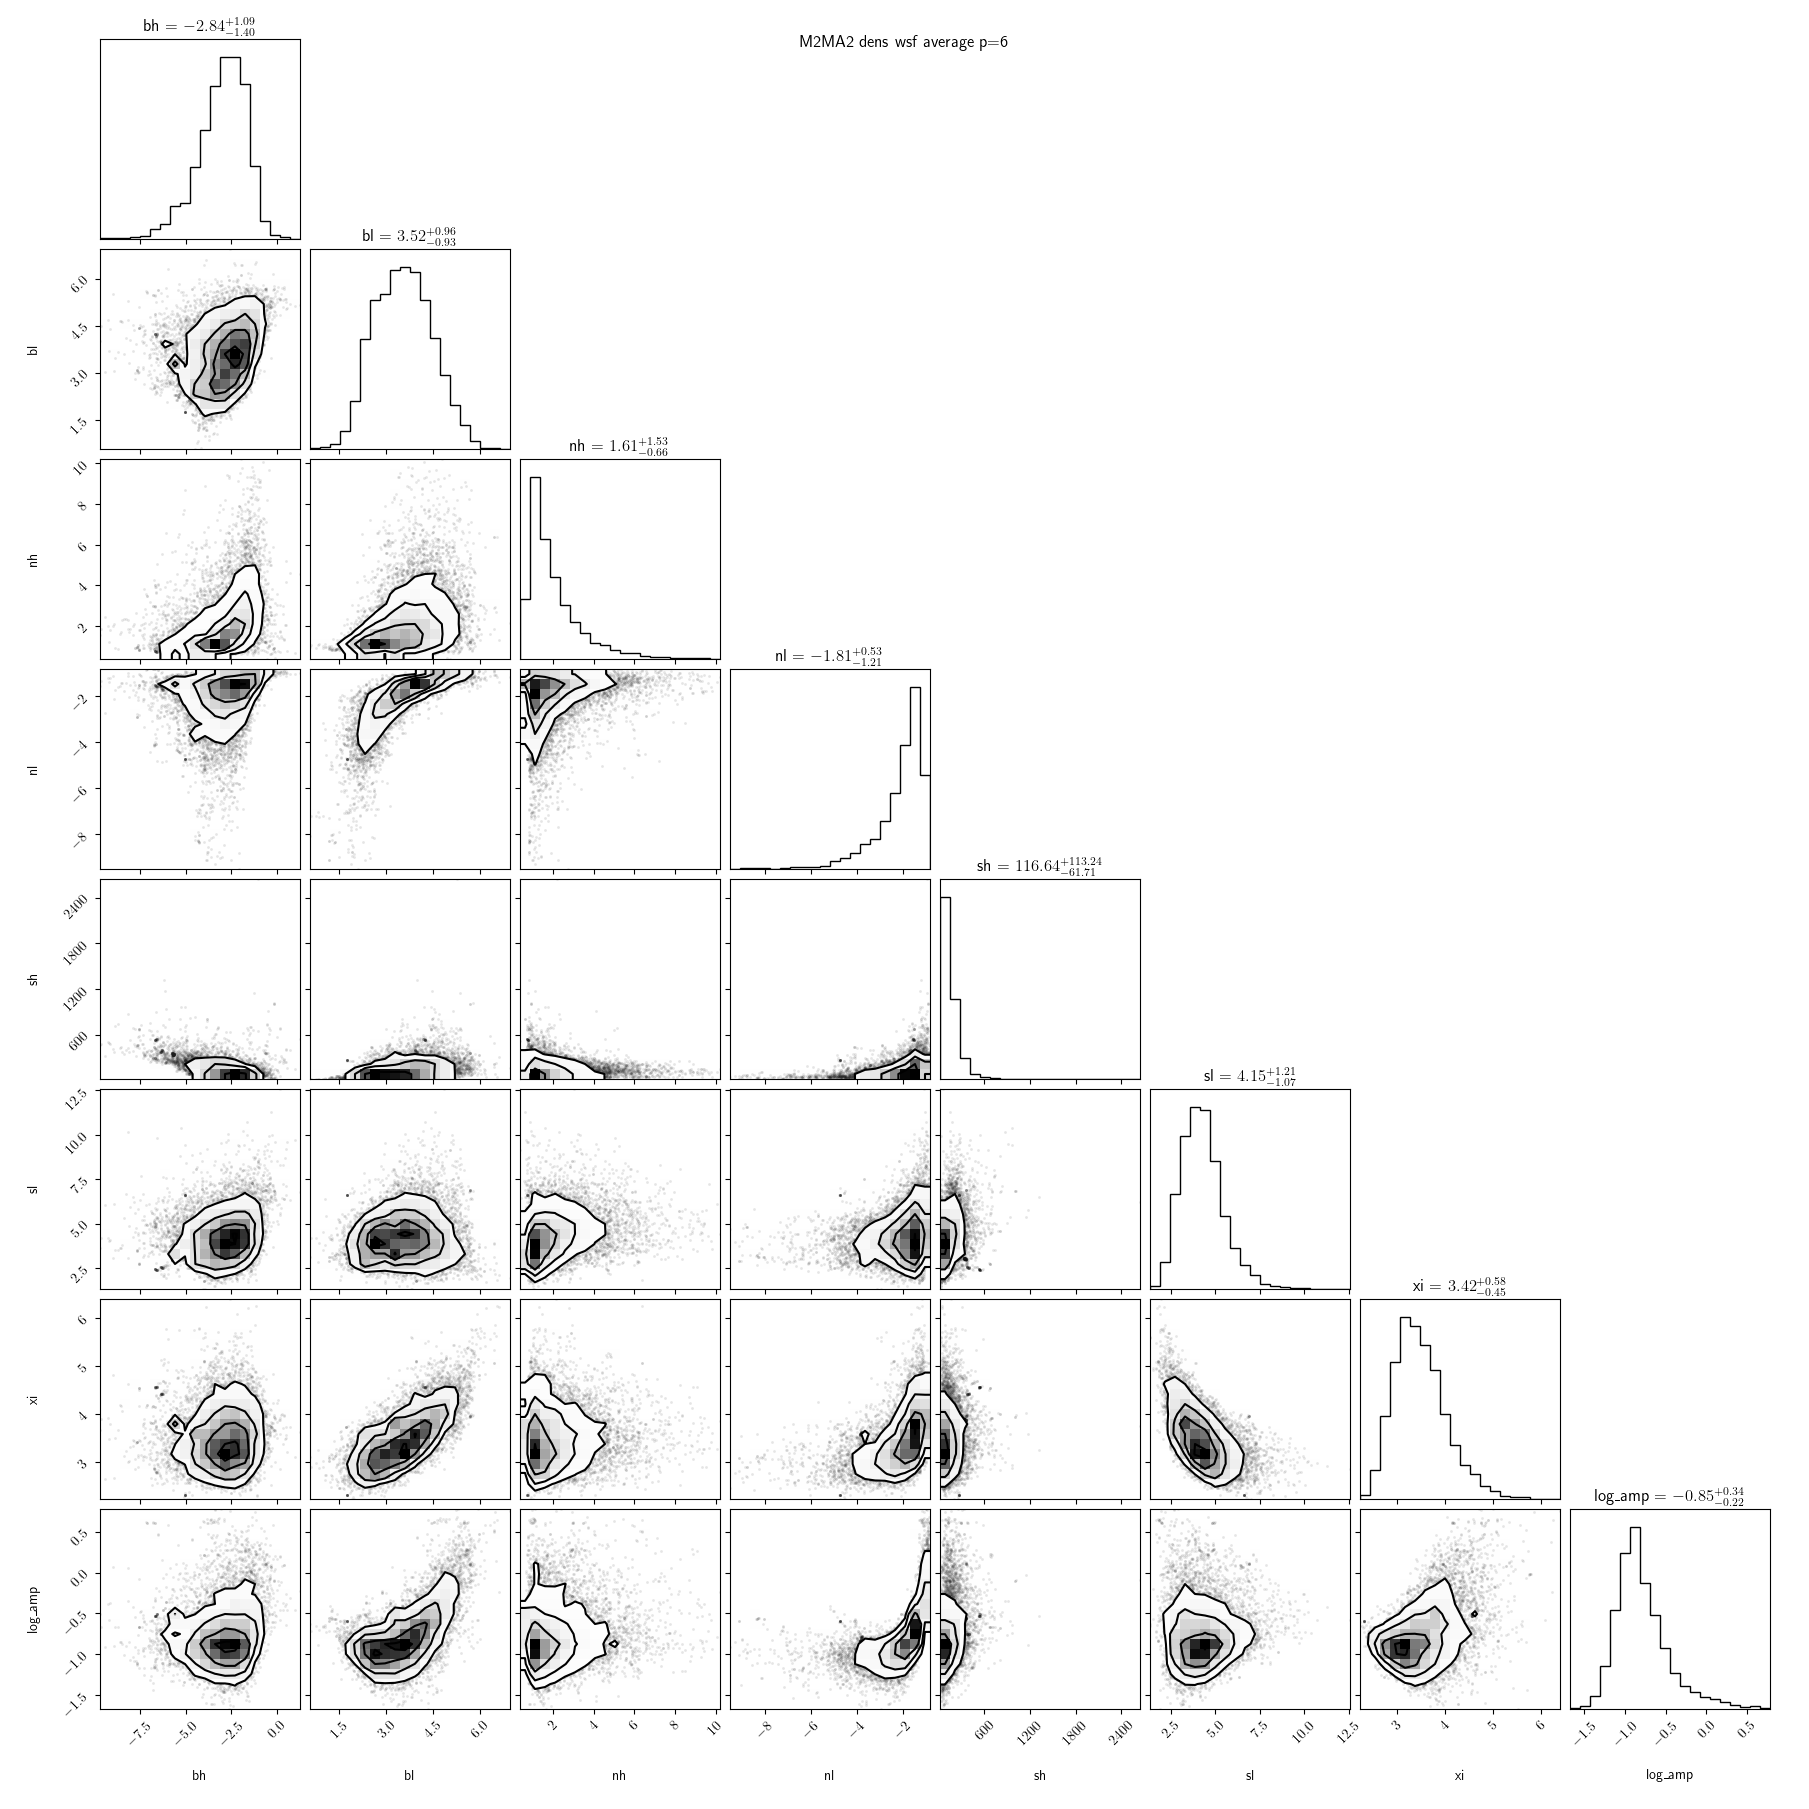 bh = −2.84+1.09−1.40
M2MA2 dens wsf average p=6
bl = 3.52+0.96−0.93
6.0
4.5
3.0
1.5
bl
nh = 1.61+1.53−0.66
10
8
6
4
2
nh
nl = −1.81+0.53−1.21
−2
−4
−6
−8
nl
sh = 116.64+113.24−61.71
2400
1800
1200
600
sh
sl = 4.15+1.21−1.07
12.5
10.0
7.5
5.0
2.5
sl
xi = 3.42+0.58−0.45
6
5
4
3
xi
log_amp = −0.85+0.34−0.22
0.5
0.0
−0.5
−1.0
−1.5
log_amp
−7.5 −5.0 −2.5 0.0 1.5 3.0 4.5 6.0 2 4 6 8 10 −8 −6 −4 −2 600 1200 1800 2400 2.5 5.0 7.5 10.0 12.5 3 4 5 6 −1.5 −1.0 −0.5 0.0 0.5
bh bl nh nl sh sl xi log_amp